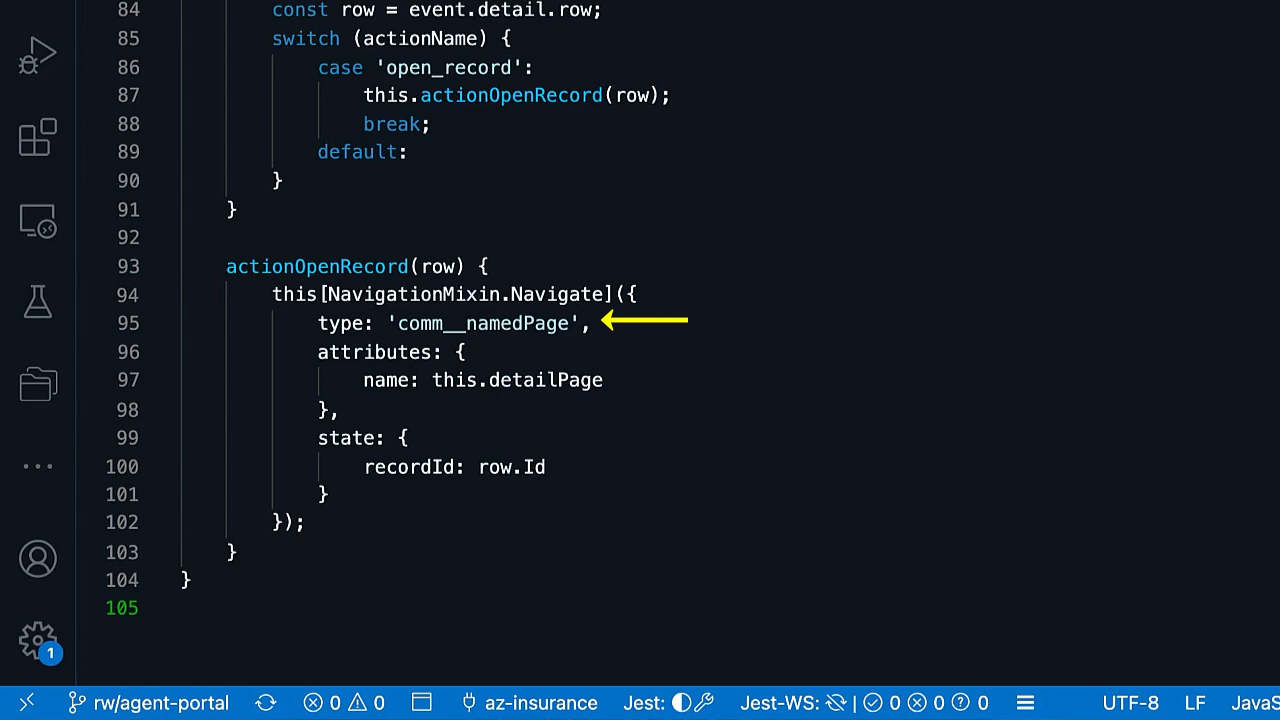 84 const row = event.detail.row;
85 switch (actionName) {
86 case 'open_record':
87 this.actionOpenRecord(row);
88 break;
89 default:
90 }
91 }
92
93 actionOpenRecord(row) {
94 this[NavigationMixin.Navigate]({
95 type: 'comm__namedPage',
96 attributes: {
97 name: this.detailPage
98 },
99 state: {
100 recordId: row.Id
101 }
102 });
103 }
104 }
105
1
rw/agent-portal 0 0 az-insurance Jest: Jest-WS: | 0 0 0 UTF-8 LF JavaS